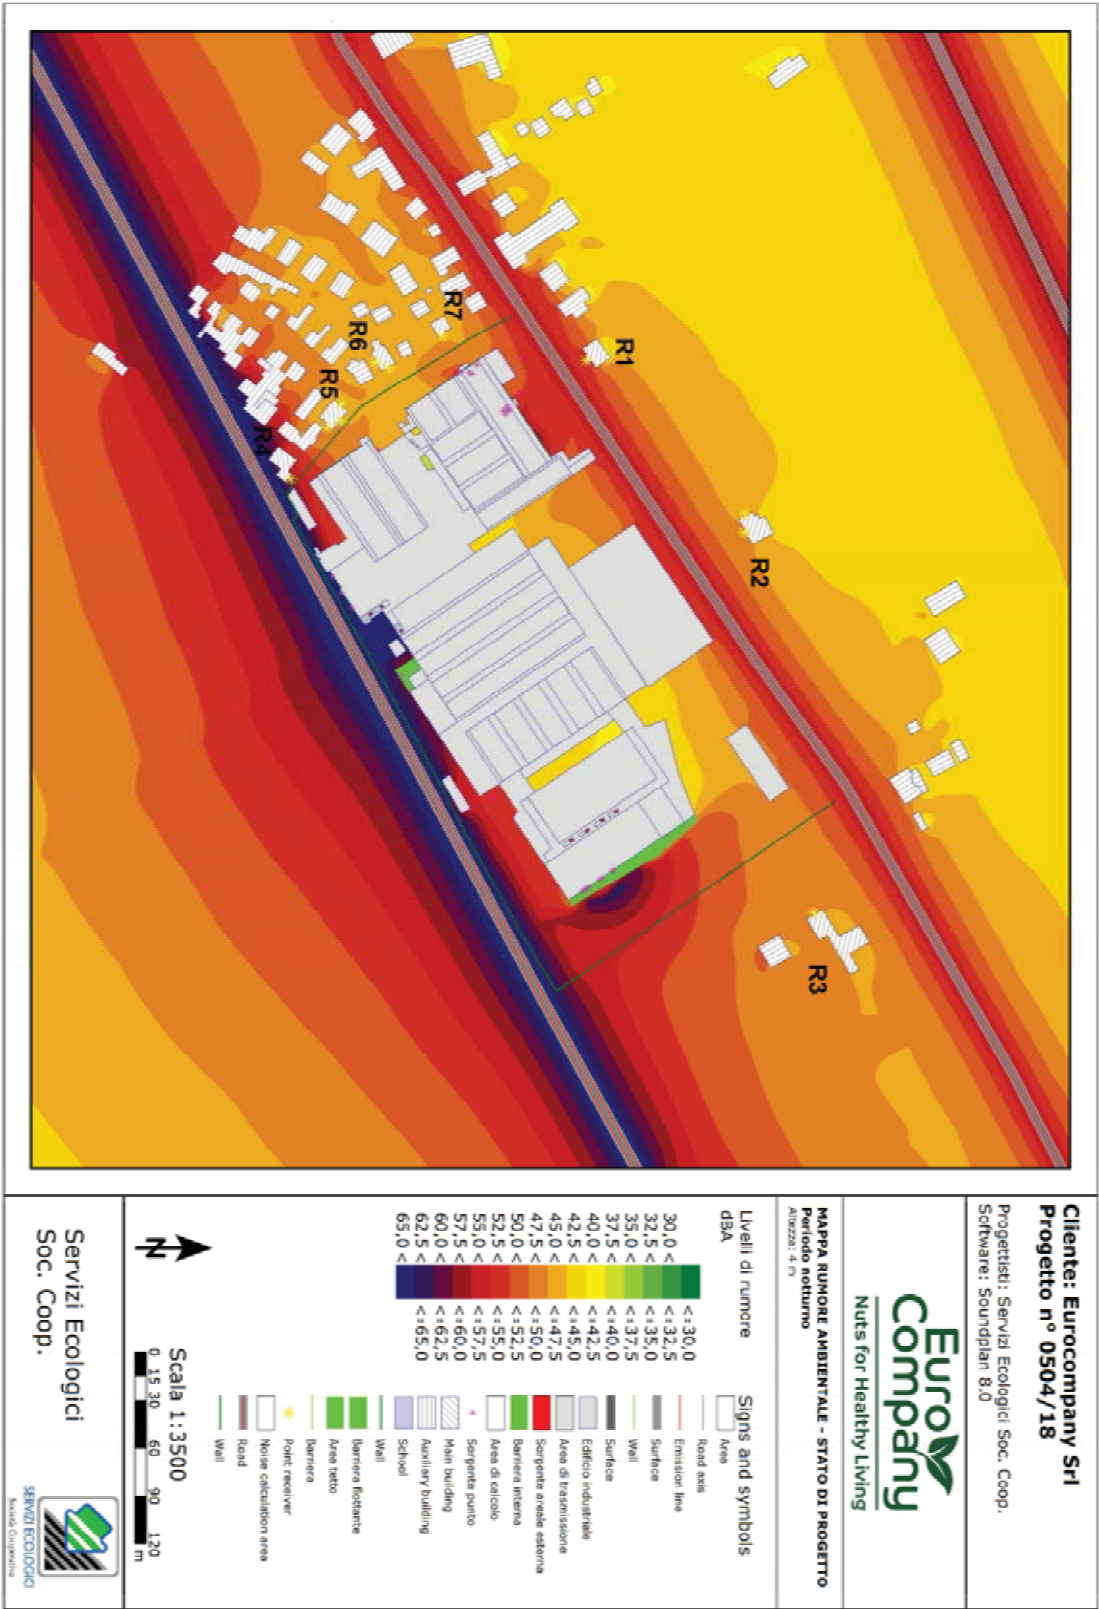 R1
R2
R3
R4
R5
R6
R7
Cliente: Eurocompany Srl
Progetto n° 0504/18
Progettisti: Servizi Ecologici Soc. Coop.
Software: Soundplan 8.0
Euro
Company
Nuts for Healthy Living
MAPPA RUMORE AMBIENTALE - STATO DI PROGETTO
Periodo notturno
Altezza: 4 m
Livelli di rumore
dBA
<=30,0
30,0 < <=32,5
32,5 < <=35,0
35,0 < <=37,5
37,5 < <=40,0
40,0 < <=42,5
42,5 < <=45,0
45,0 < <=47,5
47,5 < <=50,0
50,0 < <=52,5
52,5 < <=55,0
55,0 < <=57,5
57,5 < <=60,0
60,0 < <=62,5
62,5 < <=65,0
65,0 <
Signs and symbols
Area
Road axis
Emission line
Surface
Wall
Surface
Edificio industriale
Area di trasmissione
Sorgente areale esterna
Barriera interna
Area di calcolo
Sorgente punto
Main building
Auxiliary building
School
Wall
Barriera flottante
Area tetto
Barriera
Point receiver
Noise calculation area
Road
Wall
N
Scala 1:3500
0 15 30 60 90 120
m
Servizi Ecologici
Soc. Coop.
SERVIZI ECOLOGICI
Società Cooperativa